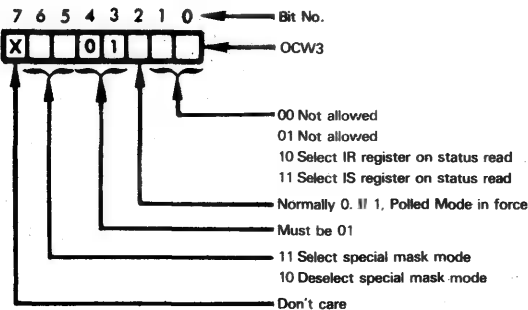 7 6 5 4 3 2 1 0 Bit No.
X 0 1 OCW3
00 Not allowed
01 Not allowed
10 Select IR register on status read
11 Select IS register on status read
Normally 0. If 1, Polled Mode in force
Must be 01
11 Select special mask mode
10 Deselect special mask mode
Don't care